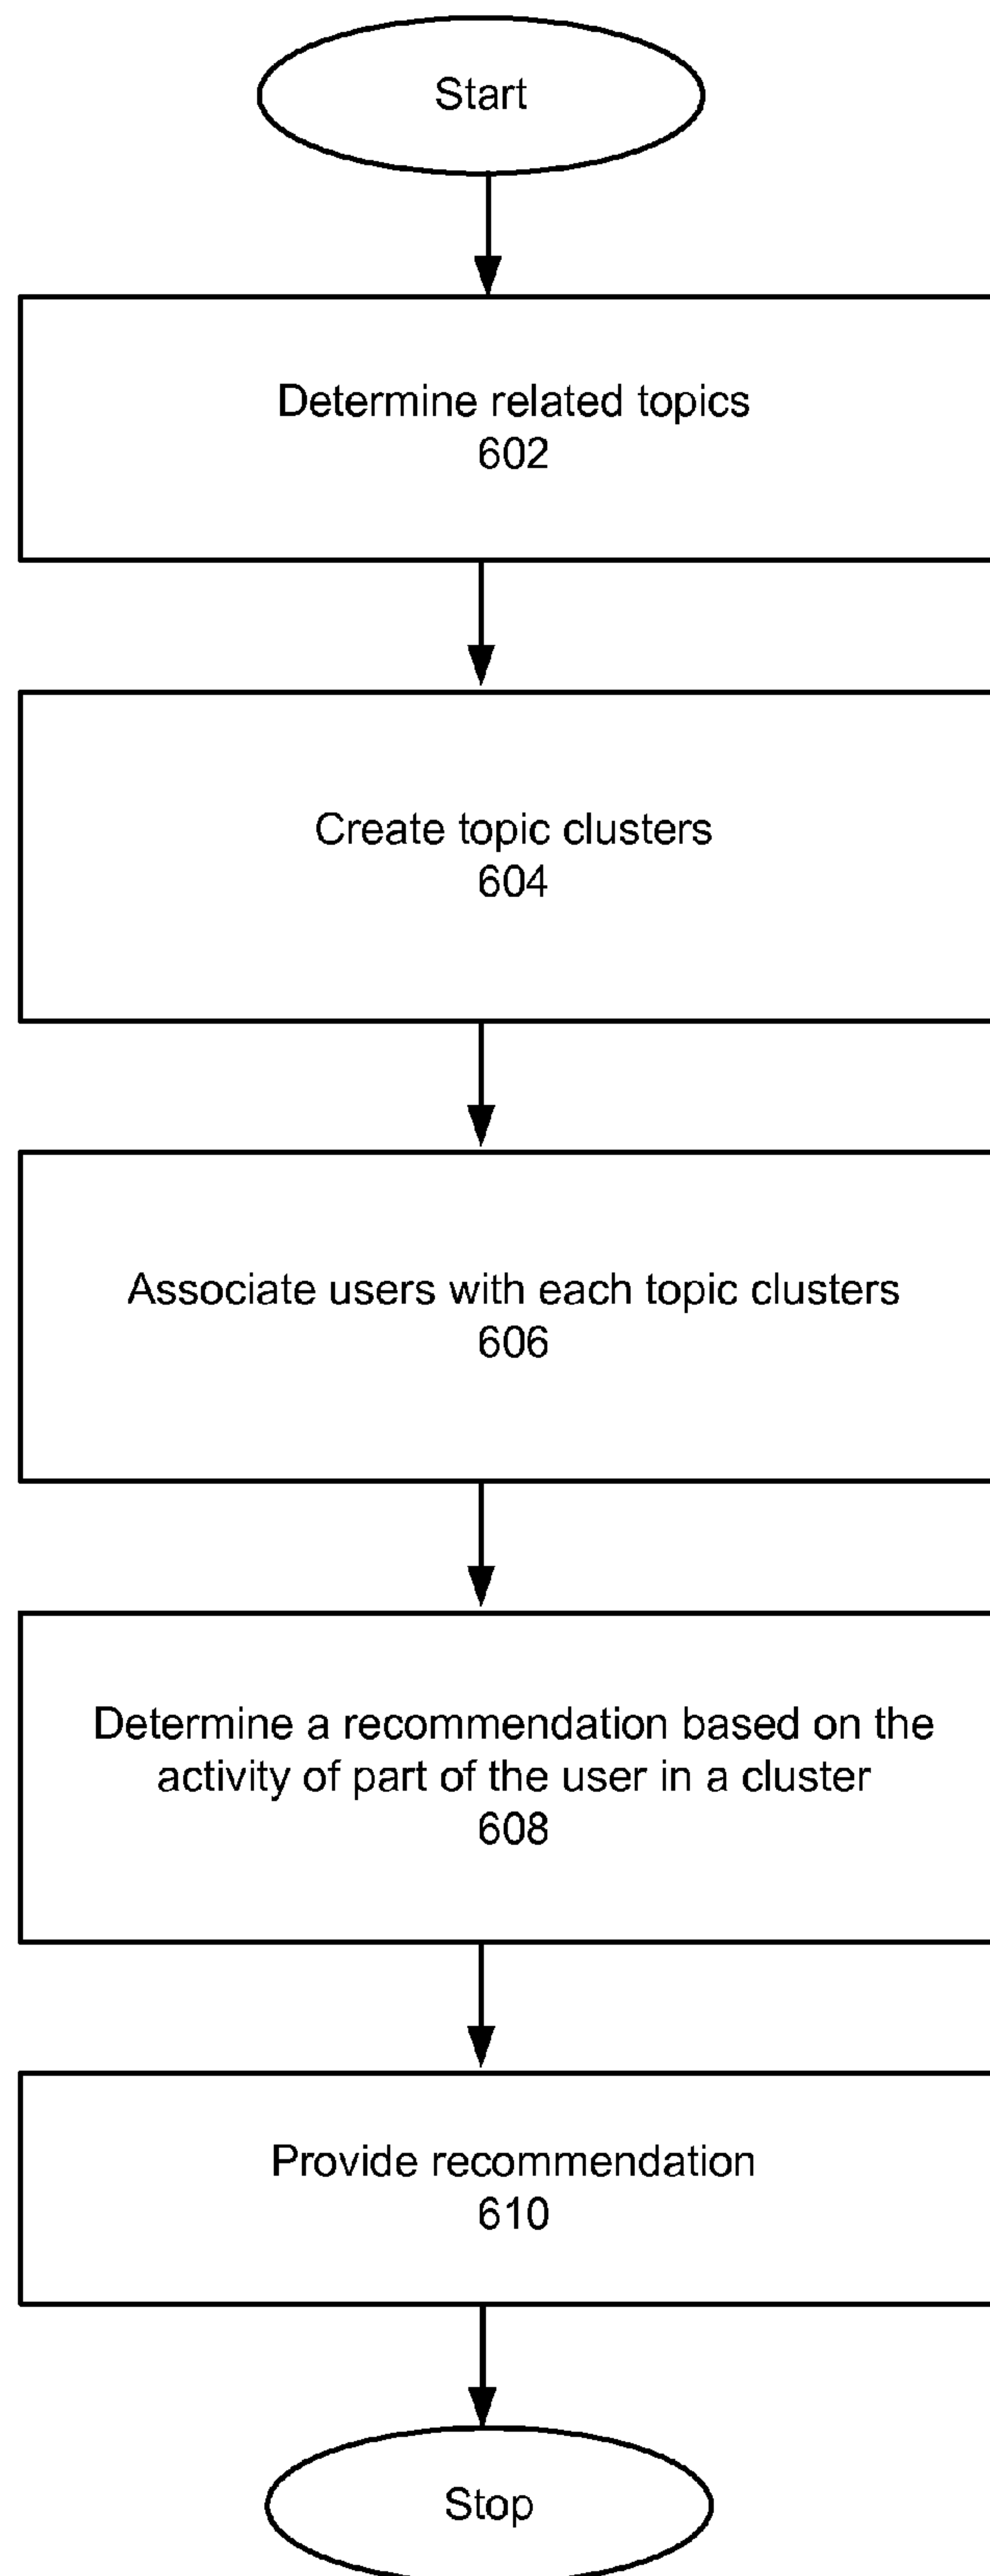 Start
Determine related topics
602
Create topic clusters
604
Associate users with each topic clusters
606
Determine a recommendation based on the
activity of part of the user in a cluster
608
Provide recommendation
610
Stop